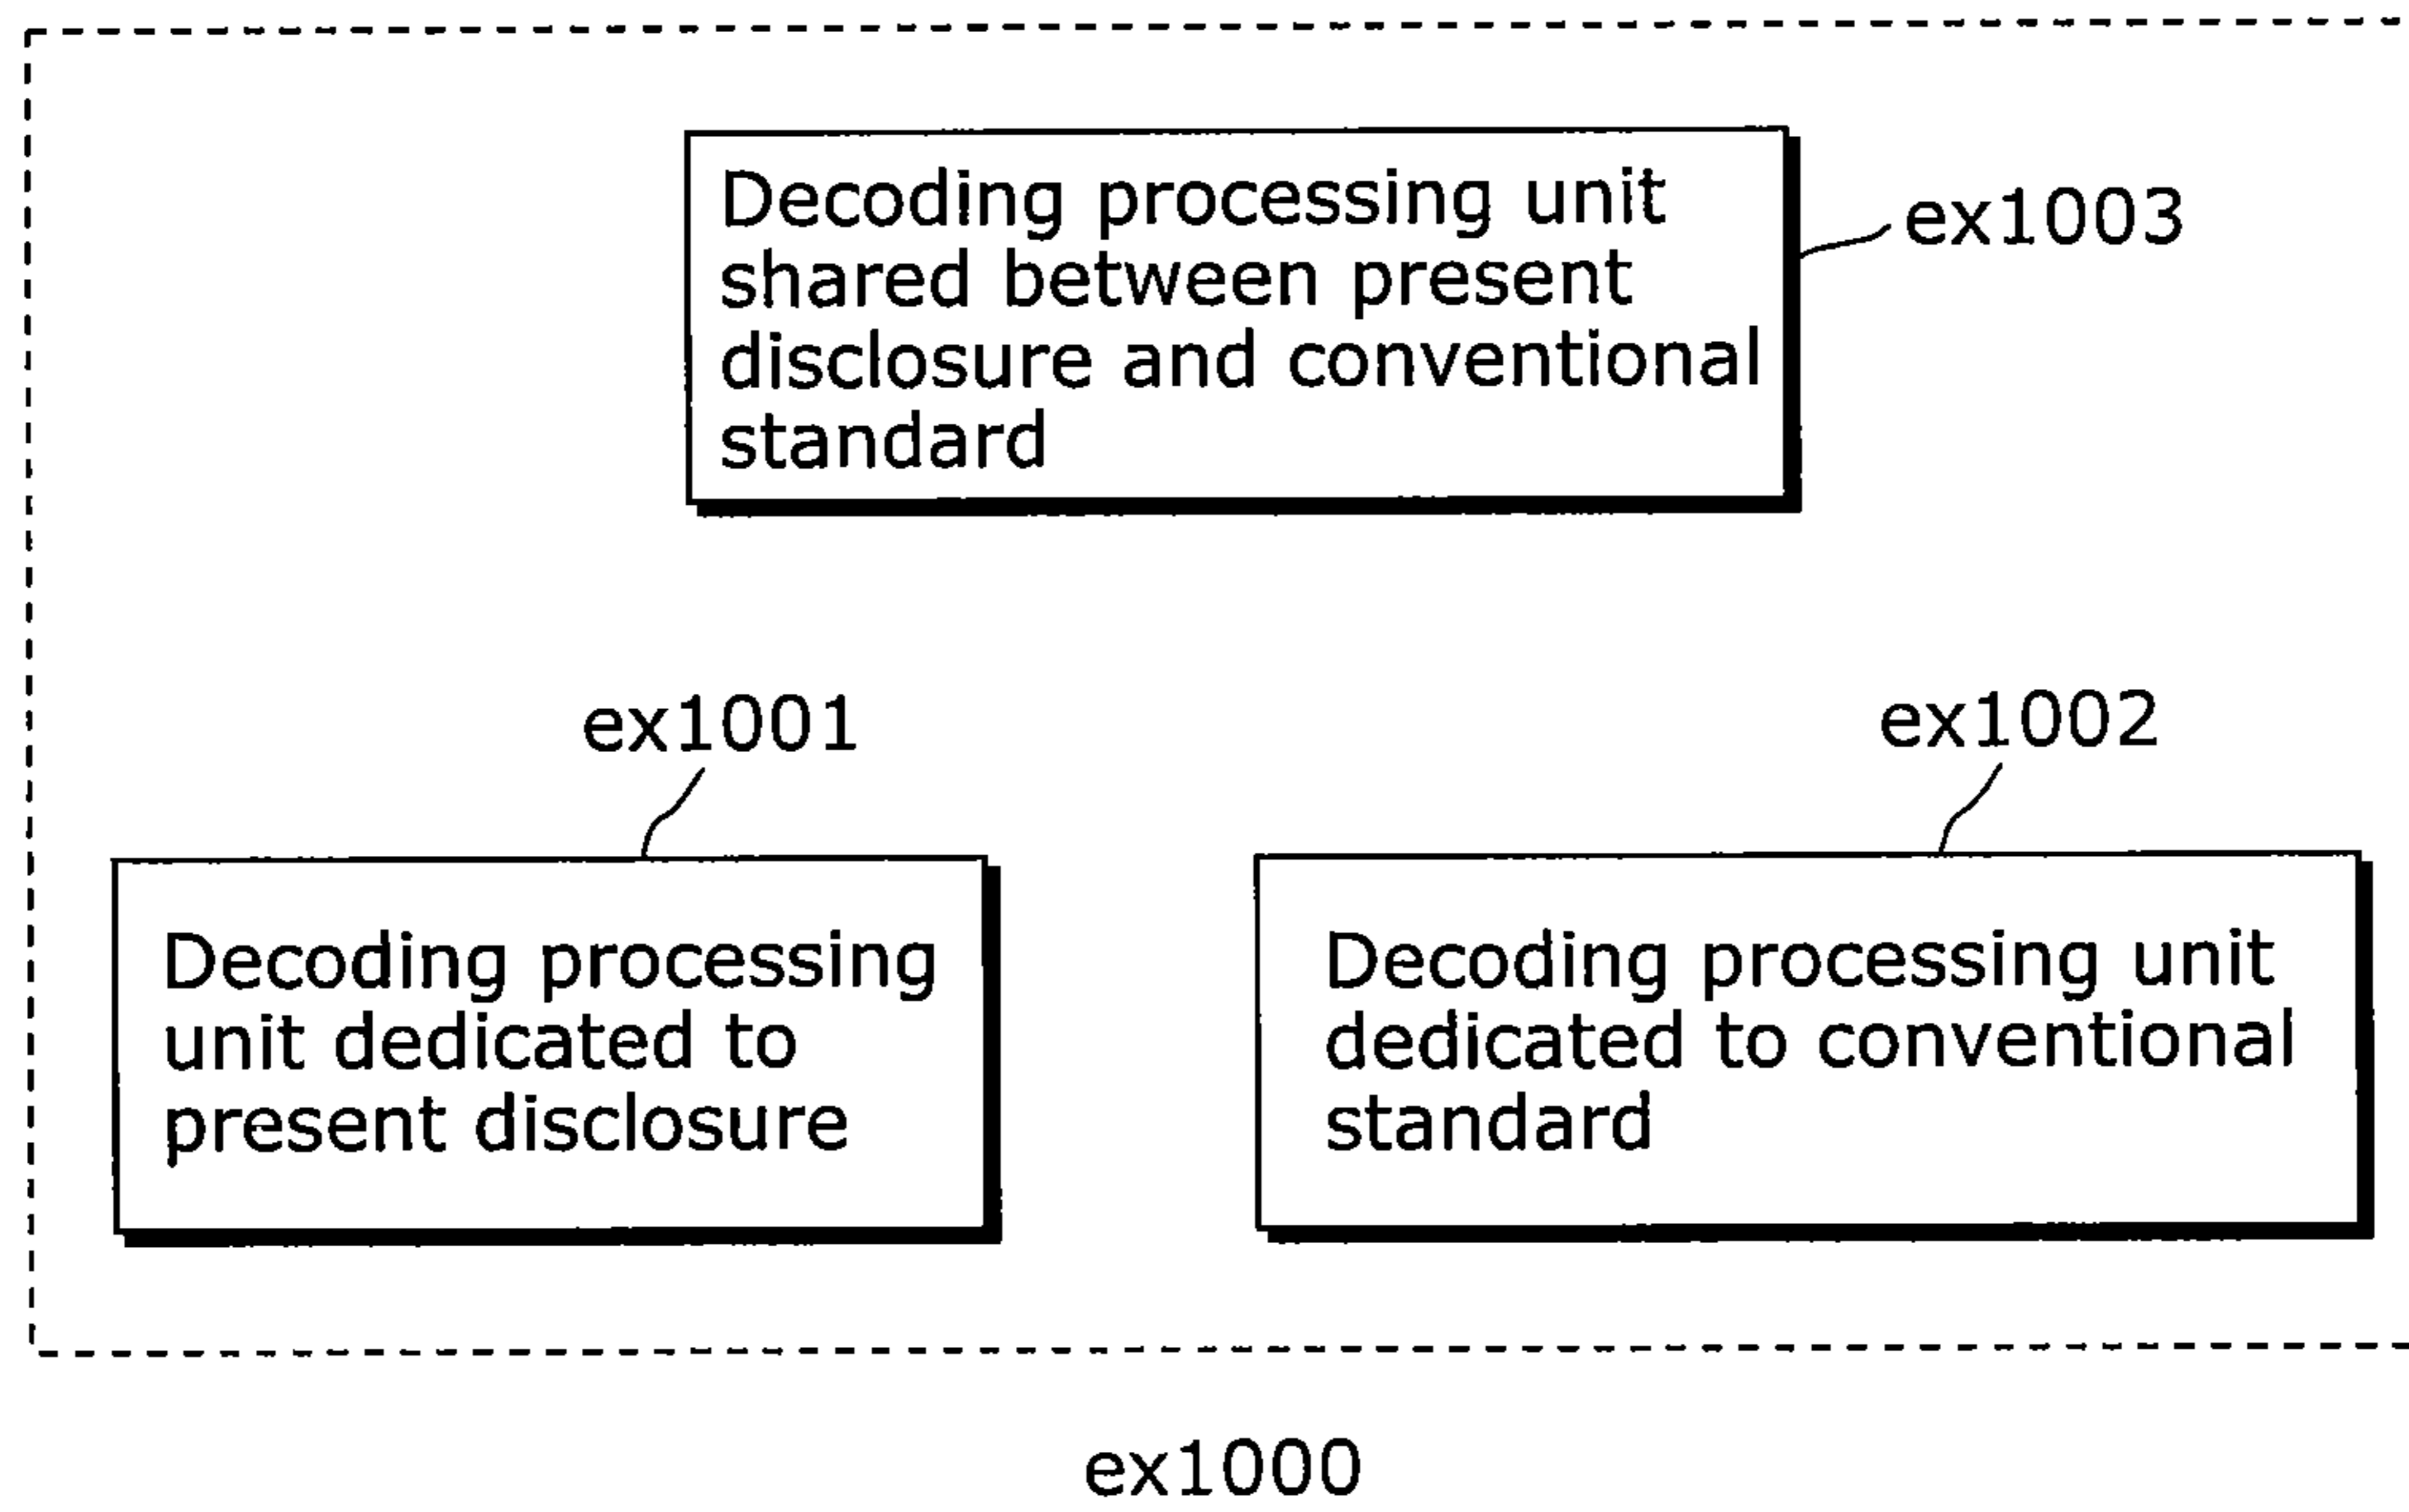 Decoding processing unit
shared between present
disclosure and conventional
standard
ex1003
ex1001
ex1002
Decoding processing
unit dedicated to
present disclosure
Decoding processing unit
dedicated to conventional
standard
ex1000